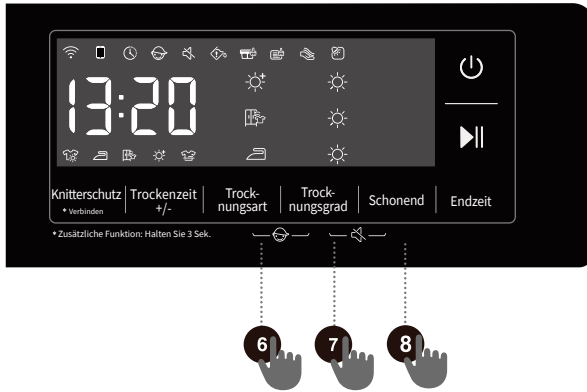 13:20
Knitterschutz
* Verbinden
Trockenzeit
+/-
Trock-
nungsart
Trock-
nungsgrad
Schonend
Endzeit
* Zusätzliche Funktion: Halten Sie 3 Sek.
6
7
8